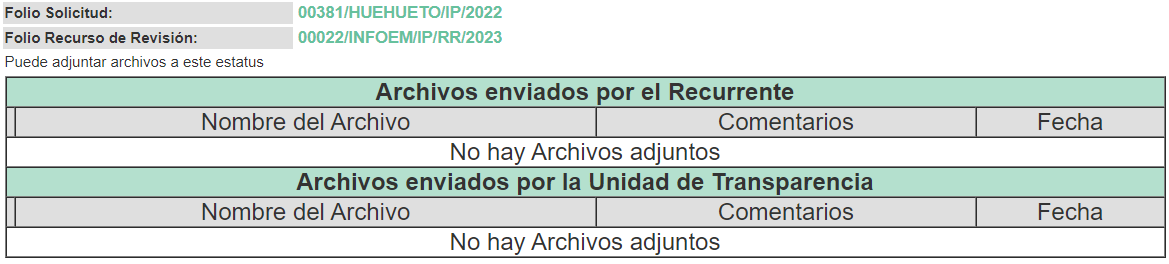 Folio Solicitud: 00381/HUEHUETO/IP/2022
Folio Recurso de Revisión: 00022/INFOEM/IP/RR/2023
Puede adjuntar archivos a este estatus
Archivos enviados por el Recurrente
Nombre del Archivo Comentarios Fecha
No hay Archivos adjuntos
Archivos enviados por la Unidad de Transparencia
Nombre del Archivo Comentarios Fecha
No hay Archivos adjuntos